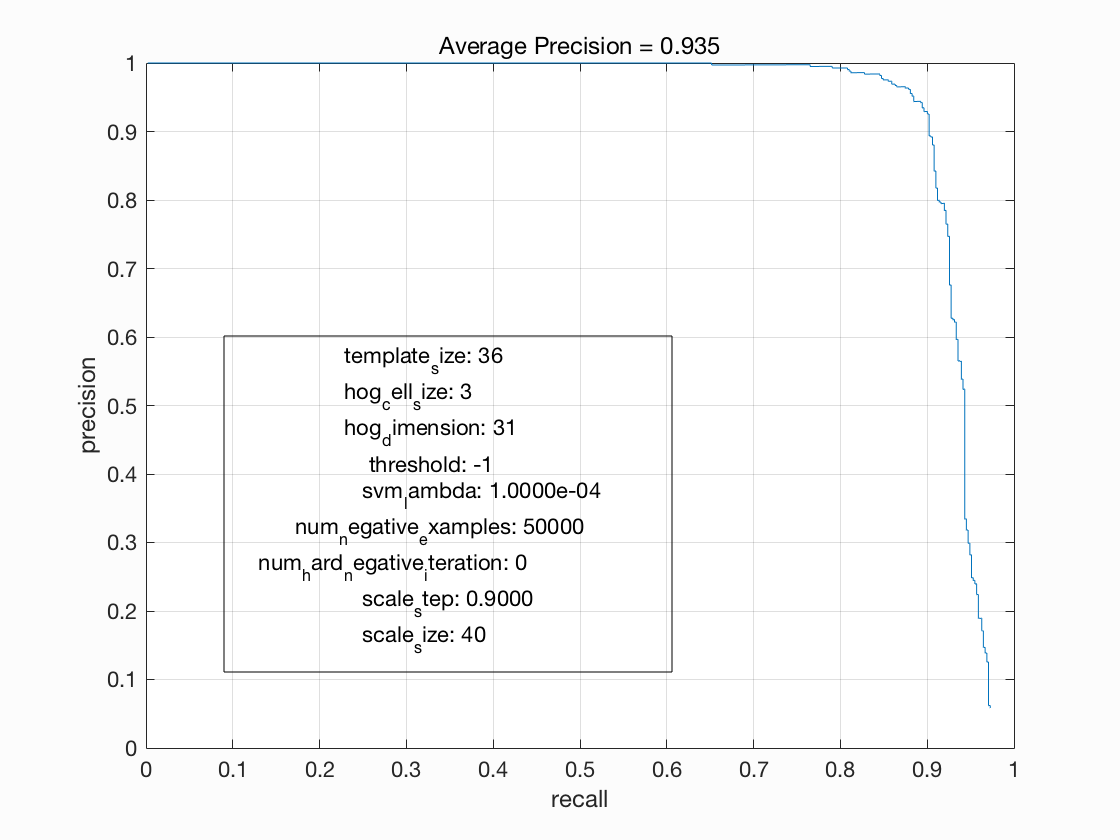 Average Precision = 0.935
1
0.9
0.8
0.7
0.6
0.5
0.4
0.3
0.2
0.1
0
precision
template_size: 36
hog_cell_size: 3
hog_dimension: 31
threshold: -1
svm_lambda: 1.0000e-04
num_negative_examples: 50000
num_hard_negative_iteration: 0
scale_step: 0.9000
scale_size: 40
0 0.1 0.2 0.3 0.4 0.5 0.6 0.7 0.8 0.9 1
recall